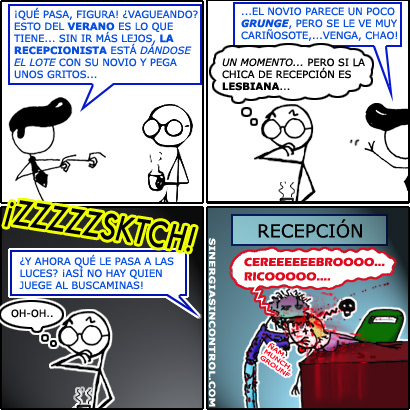 ¡QUÉ PASA, FIGURA! ¿VAGUEANDO?
ESTO DEL VERANO ES LO QUE
TIENE... SIN IR MÁS LEJOS, LA
RECEPCIONISTA ESTÁ DÁNDOSE
EL LOTE CON SU NOVIO Y PEGA
UNOS GRITOS...
...EL NOVIO PARECE UN POCO
GRUNGE, PERO SE LE VE MUY
CARIÑOSOTE,...VENGA, CHAO!
UN MOMENTO... PERO SI LA
CHICA DE RECEPCIÓN ES
LESBIANA...
¡ZZZZZSKTCH!
¿Y AHORA QUÉ LE PASA A LAS
LUCES? ¡ASÍ NO HAY QUIEN
JUEGE AL BUSCAMINAS!
OH-OH..
RECEPCIÓN
CEREEEEEEBROOOO...
RICOOOOO....
ÑAM,
MUNCH,
GROUNF
SINERGIASINCONTROL.COM